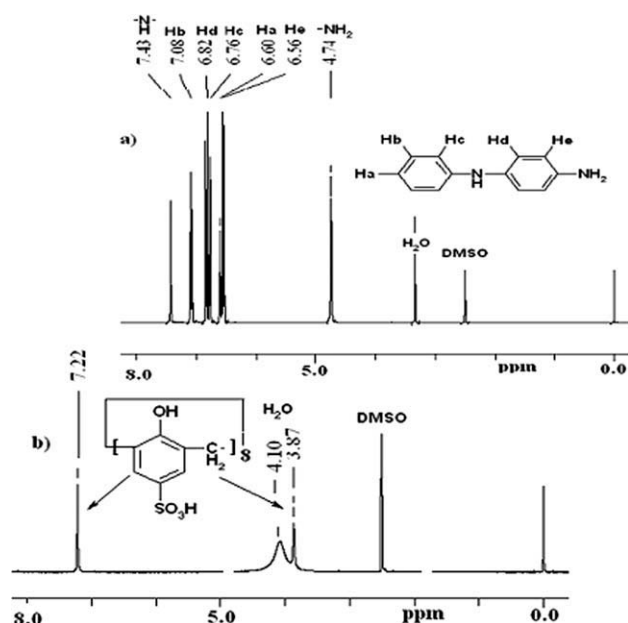 -N-
H
7.43
Hb
7.08
Hd
6.82
Hc
6.76
Ha
6.60
He
6.56
-NH₂
4.74
a)
Hb
Hc
Hd
He
Ha
N
H
NH₂
H₂O
DMSO
8.0
5.0
ppm
0.0
7.22
b)
OH
[
CH₂
]8
SO₃H
H₂O
4.10
3.87
DMSO
8.0
5.0
ppm
0.0